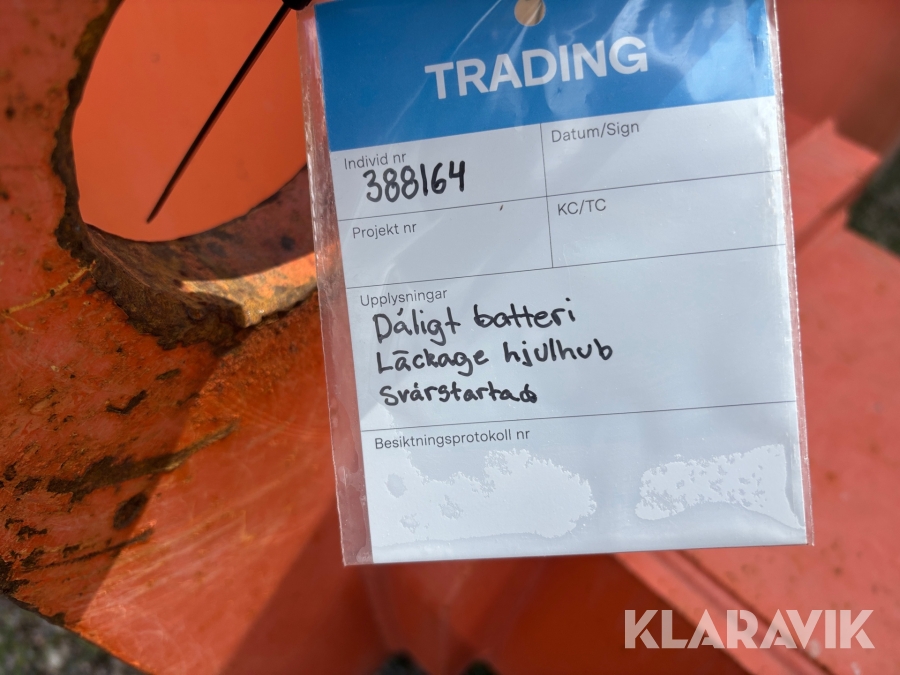 TRADING
Individ nr
388164
Datum/Sign
Projekt nr
KC/TC
Upplysningar
Dåligt batteri
Läckage hjulhub
Svårstartad
Besiktningsprotokoll nr
KLARAVIK